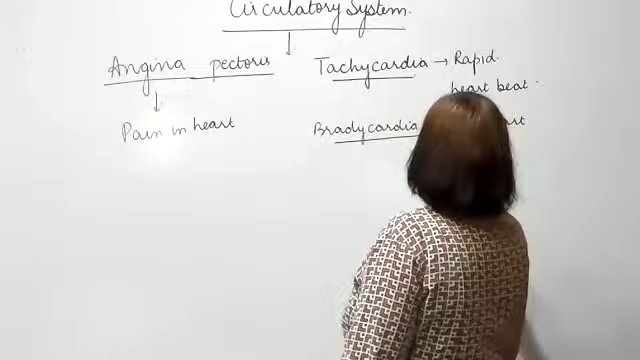 Circulatory System.
Angina pectoris
Tachycardia → Rapid
heart beat
Pain in heart
Bradycardia